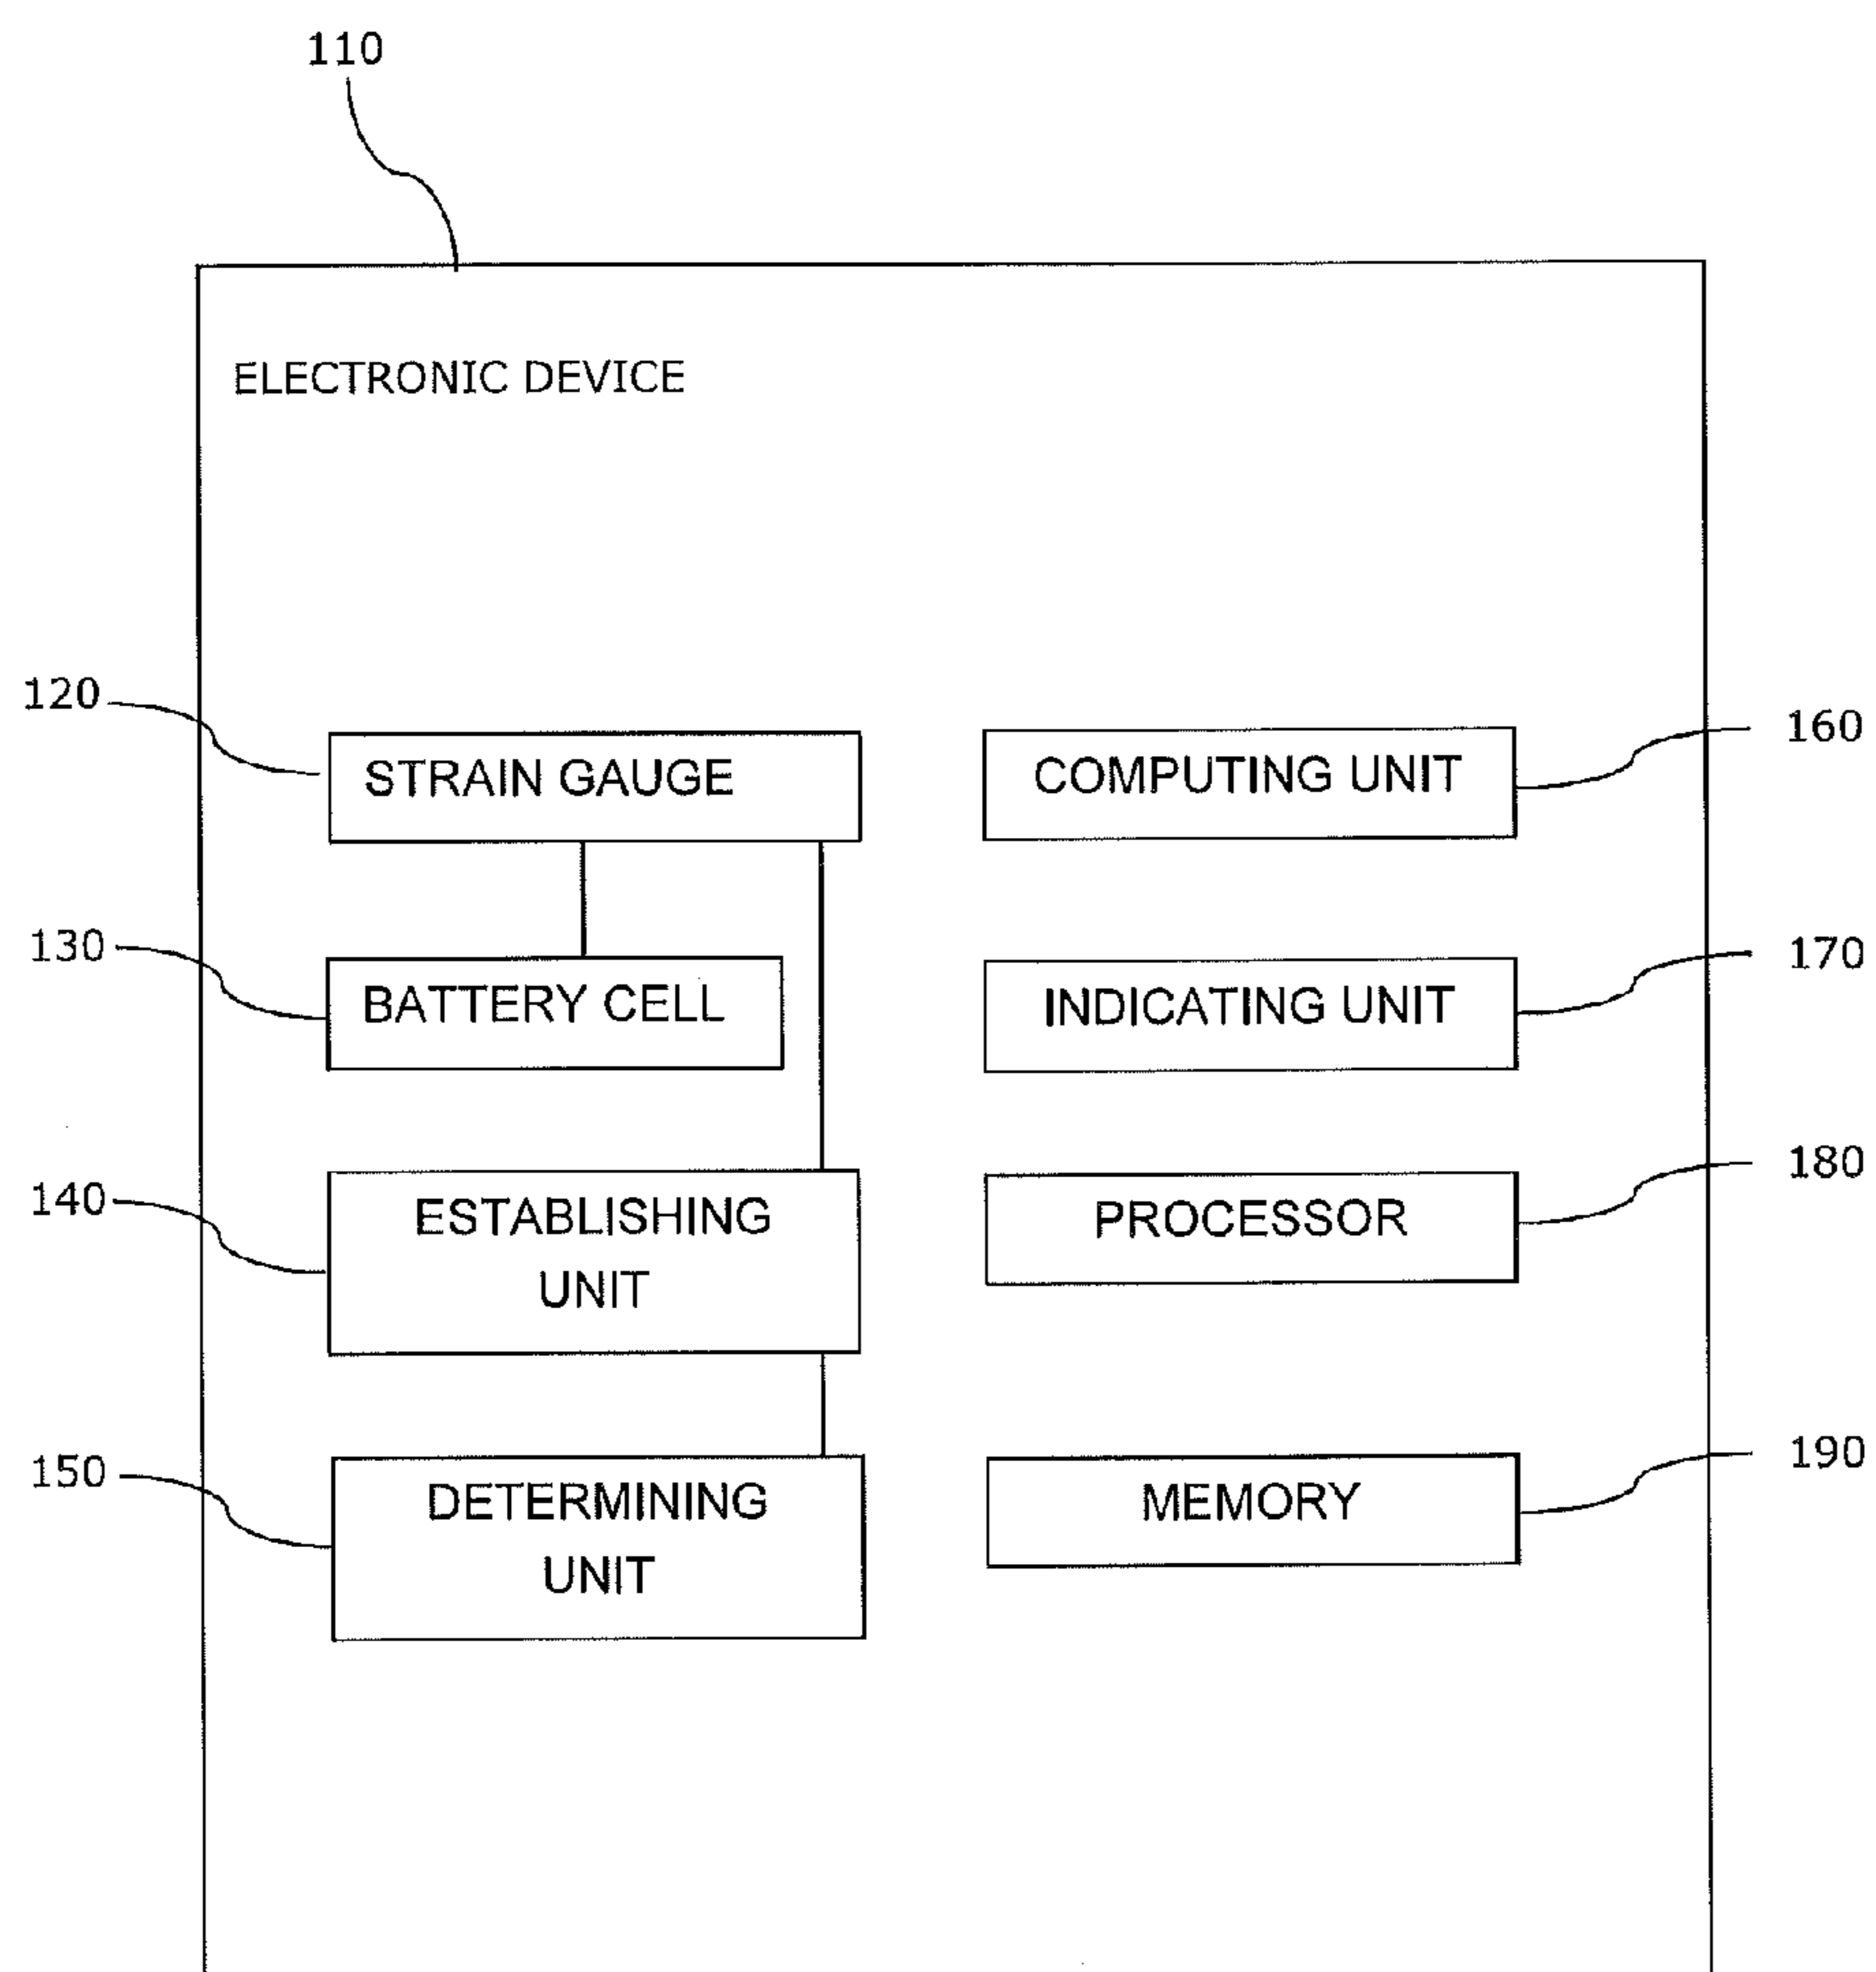 110
ELECTRONIC DEVICE
120
STRAIN GAUGE
COMPUTING UNIT
160
130
BATTERY CELL
INDICATING UNIT
170
140
ESTABLISHING
UNIT
PROCESSOR
180
150
DETERMINING
UNIT
MEMORY
190